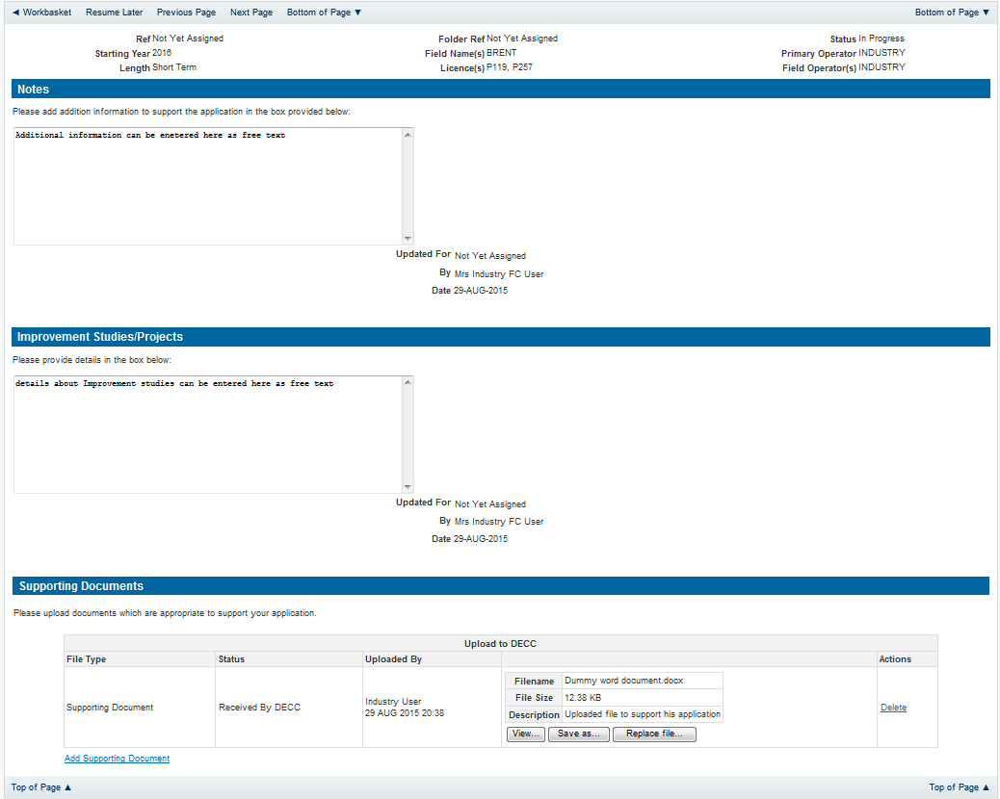 ◄ Workbasket Resume Later Previous Page Next Page Bottom of Page ▼ Bottom of Page ▼
Ref Not Yet Assigned Folder Ref Not Yet Assigned Status In Progress
Starting Year 2016 Field Name(s) BRENT Primary Operator INDUSTRY
Length Short Term Licence(s) P119, P257 Field Operator(s) INDUSTRY
Notes
Please add addition information to support the application in the box provided below:
Additional information can be enetered here as free text
Updated For Not Yet Assigned
By Mrs Industry FC User
Date 29-AUG-2015
Improvement Studies/Projects
Please provide details in the box below:
details about Improvement studies can be entered here as free text
Updated For Not Yet Assigned
By Mrs Industry FC User
Date 29-AUG-2015
Supporting Documents
Please upload documents which are appropriate to support your application.
Upload to DECC
File Type Status Uploaded By Actions
Supporting Document Received By DECC Industry User
29 AUG 2015 20:38
Filename Dummy word document.docx
File Size 12.38 KB
Description Uploaded file to support his application
View... Save as... Replace file...
Delete
Add Supporting Document
Top of Page ▲ Top of Page ▲